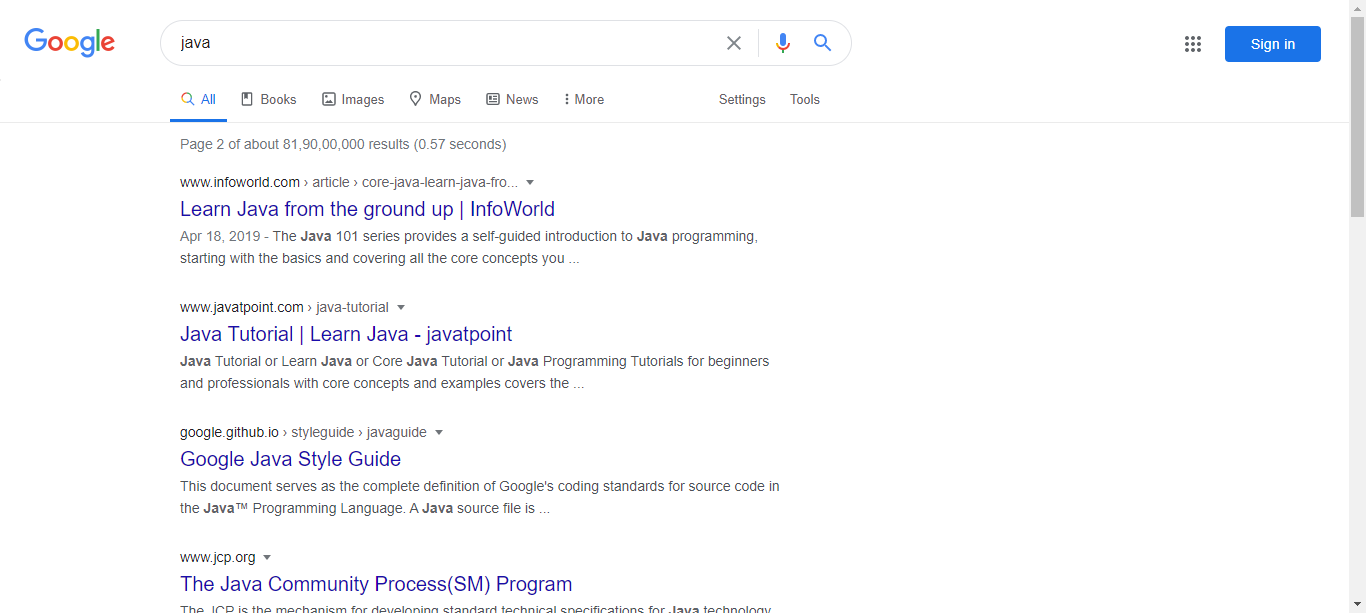 Google
java
Sign in
All Books Images Maps News More Settings Tools
Page 2 of about 81,90,00,000 results (0.57 seconds)
www.infoworld.com › article › core-java-learn-java-fro...
Learn Java from the ground up | InfoWorld
Apr 18, 2019 - The Java 101 series provides a self-guided introduction to Java programming,
starting with the basics and covering all the core concepts you ...
www.javatpoint.com › java-tutorial
Java Tutorial | Learn Java - javatpoint
Java Tutorial or Learn Java or Core Java Tutorial or Java Programming Tutorials for beginners
and professionals with core concepts and examples covers the ...
google.github.io › styleguide › javaguide
Google Java Style Guide
This document serves as the complete definition of Google's coding standards for source code in
the Java™ Programming Language. A Java source file is ...
www.jcp.org
The Java Community Process(SM) Program
The JCP is the mechanism for developing standard technical specifications for Java technology.